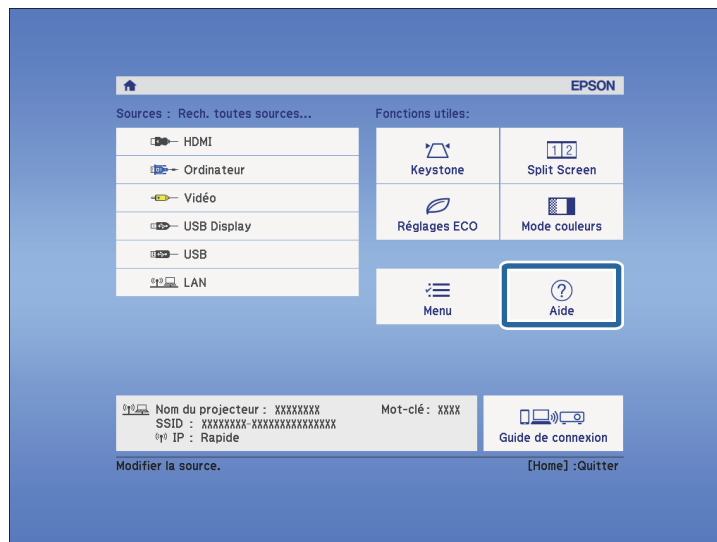 EPSON
Sources : Rech. toutes sources...
HDMI
Ordinateur
Vidéo
USB Display
USB
LAN
Fonctions utiles:
Keystone
1 2
Split Screen
Réglages ECO
Mode couleurs
Menu
?
Aide
Nom du projecteur : XXXXXXXX
Mot-clé : XXXX
SSID : XXXXXXXX-XXXXXXXXXXXXXXX
IP : Rapide
Guide de connexion
Modifier la source.
[Home] :Quitter